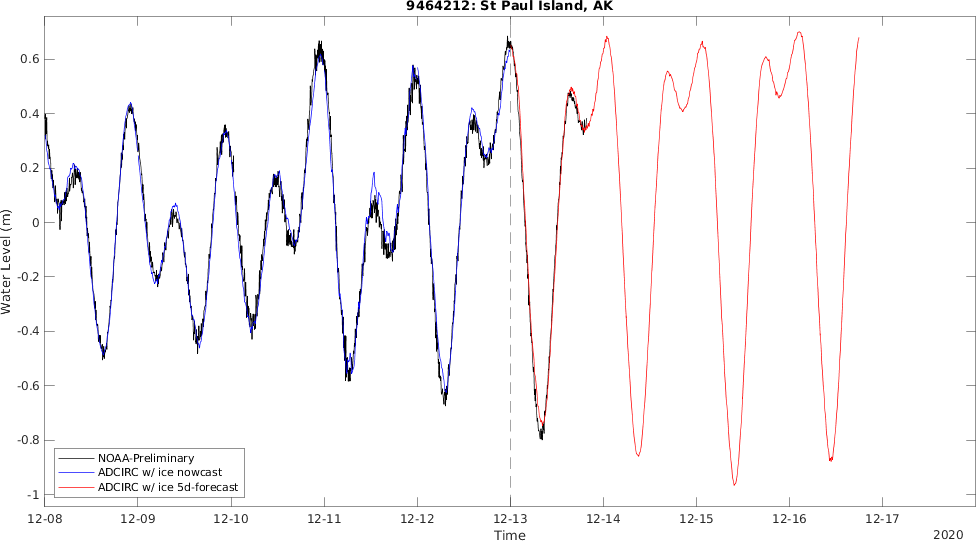 9464212: St Paul Island, AK
Water Level (m)
0.6
0.4
0.2
0
-0.2
-0.4
-0.6
-0.8
-1
NOAA-Preliminary
ADCIRC w/ ice nowcast
ADCIRC w/ ice 5d-forecast
12-08 12-09 12-10 12-11 12-12 12-13 12-14 12-15 12-16 12-17
Time
2020